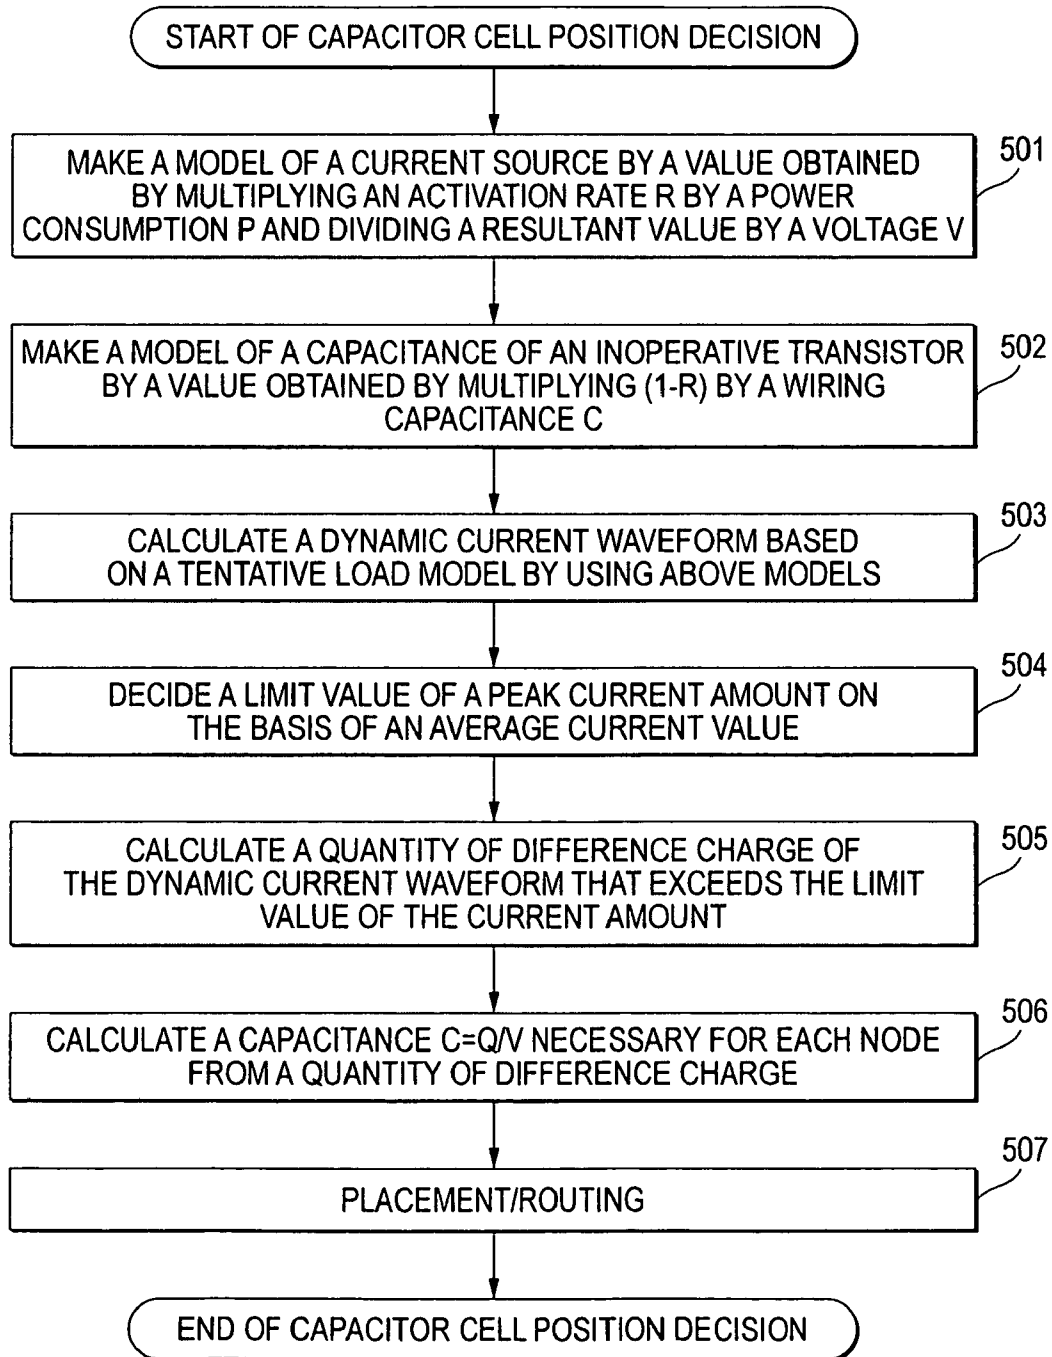 START OF CAPACITOR CELL POSITION DECISION
501
MAKE A MODEL OF A CURRENT SOURCE BY A VALUE OBTAINED
BY MULTIPLYING AN ACTIVATION RATE R BY A POWER
CONSUMPTION P AND DIVIDING A RESULTANT VALUE BY A VOLTAGE V
502
MAKE A MODEL OF A CAPACITANCE OF AN INOPERATIVE TRANSISTOR
BY A VALUE OBTAINED BY MULTIPLYING (1-R) BY A WIRING
CAPACITANCE C
503
CALCULATE A DYNAMIC CURRENT WAVEFORM BASED
ON A TENTATIVE LOAD MODEL BY USING ABOVE MODELS
504
DECIDE A LIMIT VALUE OF A PEAK CURRENT AMOUNT ON
THE BASIS OF AN AVERAGE CURRENT VALUE
505
CALCULATE A QUANTITY OF DIFFERENCE CHARGE OF
THE DYNAMIC CURRENT WAVEFORM THAT EXCEEDS THE LIMIT
VALUE OF THE CURRENT AMOUNT
506
CALCULATE A CAPACITANCE C=Q/V NECESSARY FOR EACH NODE
FROM A QUANTITY OF DIFFERENCE CHARGE
507
PLACEMENT/ROUTING
END OF CAPACITOR CELL POSITION DECISION